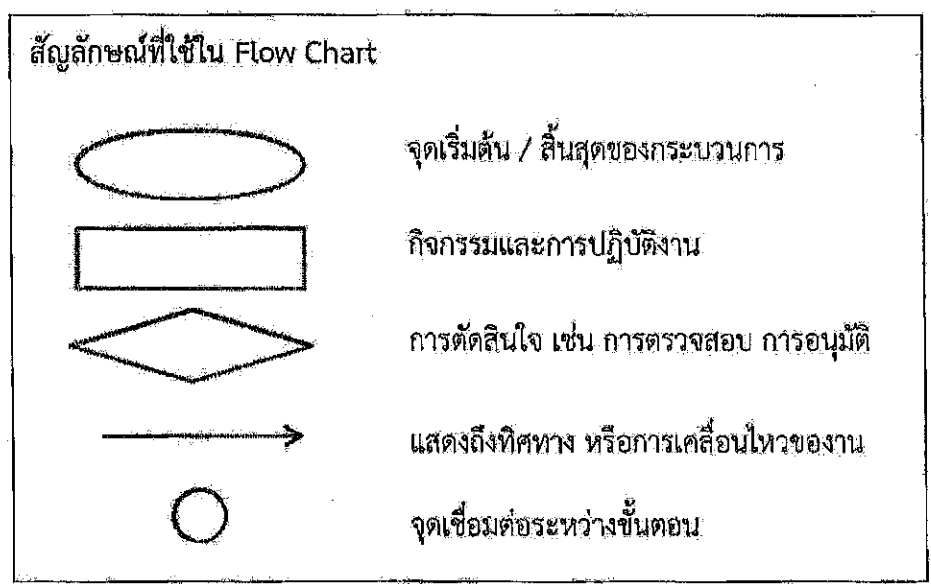 สัญลักษณ์ที่ใช้ใน Flow Chart
จุดเริ่มต้น / สิ้นสุดของกระบวนการ
กิจกรรมและการปฏิบัติงาน
การตัดสินใจ เช่น การตรวจสอบ การอนุมัติ
แสดงถึงทิศทาง หรือการเคลื่อนไหวของงาน
จุดเชื่อมต่อระหว่างขั้นตอน